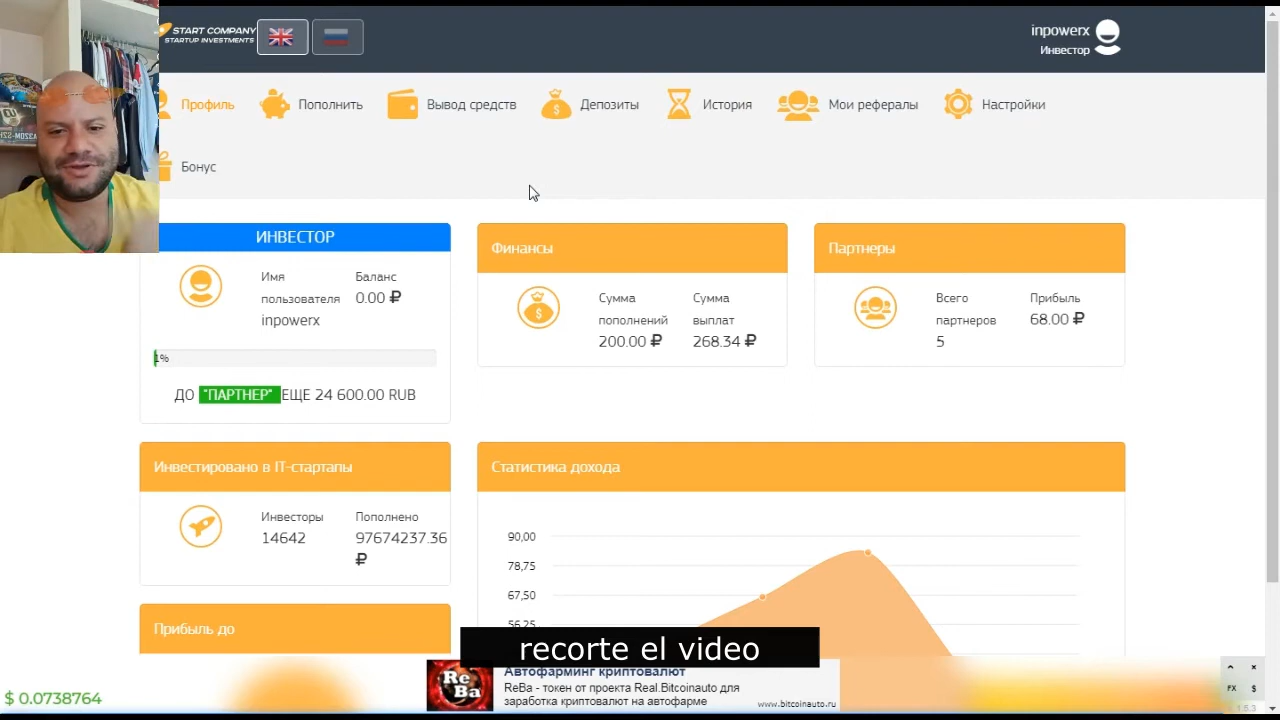 START COMPANY
STARTUP INVESTMENTS
inpowerx
Инвестор
Профиль
Пополнить
Вывод средств
Депозиты
История
Мои рефералы
Настройки
Бонус
ИНВЕСТОР
Имя пользователя
inpowerx
Баланс
0.00 ₽
1%
ДО "ПАРТНЕР" ЕЩЕ 24 600.00 RUB
Финансы
Сумма пополнений
200.00 ₽
Сумма выплат
268.34 ₽
Партнеры
Всего партнеров
5
Прибыль
68.00 ₽
Инвестировано в IT-стартапы
Инвесторы
14642
Пополнено
97674237.36 ₽
Статистика дохода
90,00
78,75
67,50
56,25
Прибыль до
recorte el video
ReBa
Автофарминг криптовалют
ReBa - токен от проекта Real.Bitcoinauto для
заработка криптовалют на автофарме
www.bitcoinauto.ru
$ 0.0738764
FX $
1.5.3